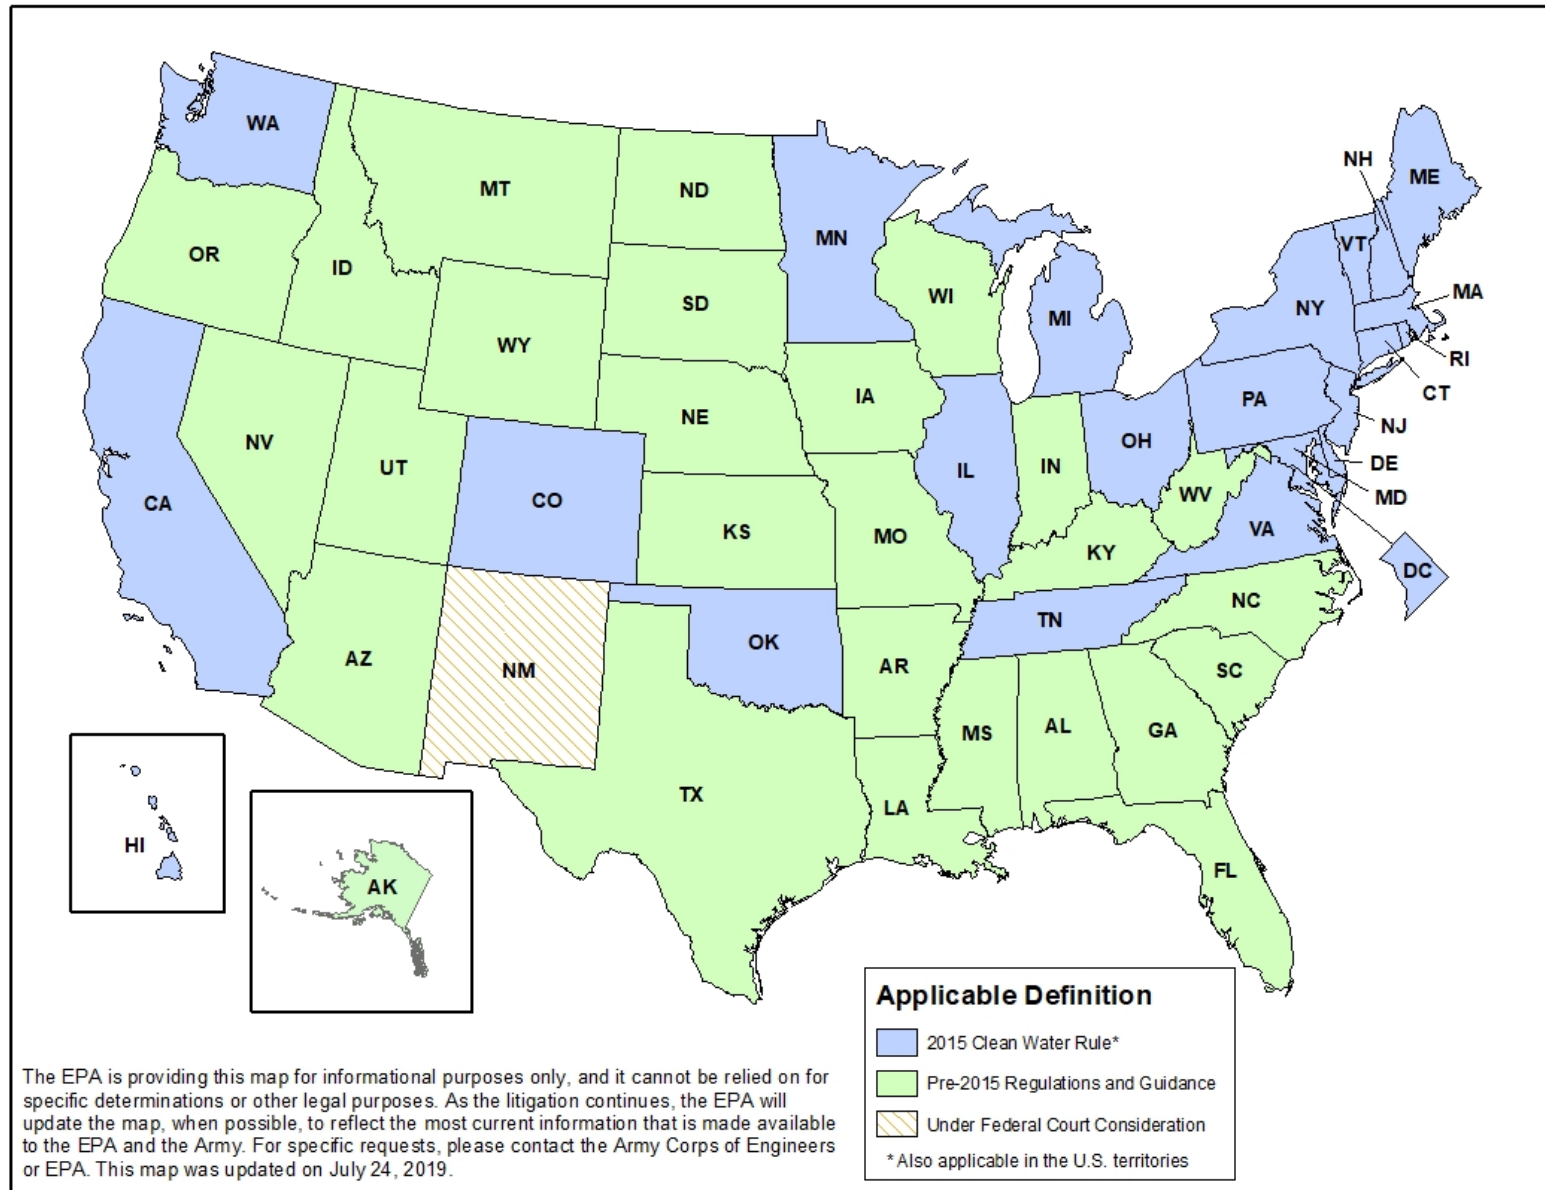 WA
MT
ND
MN
NH
ME
OR
ID
VT
SD
WI
MA
MI
NY
WY
RI
IA
CT
PA
NE
NJ
NV
OH
UT
DE
IN
IL
WV
MD
CO
CA
VA
KS
MO
KY
DC
NC
TN
OK
AZ
AR
NM
SC
AL
GA
MS
TX
LA
HI
FL
AK
Applicable Definition
2015 Clean Water Rule*
Pre-2015 Regulations and Guidance
Under Federal Court Consideration
* Also applicable in the U.S. territories
The EPA is providing this map for informational purposes only, and it cannot be relied on for
specific determinations or other legal purposes. As the litigation continues, the EPA will
update the map, when possible, to reflect the most current information that is made available
to the EPA and the Army. For specific requests, please contact the Army Corps of Engineers
or EPA. This map was updated on July 24, 2019.